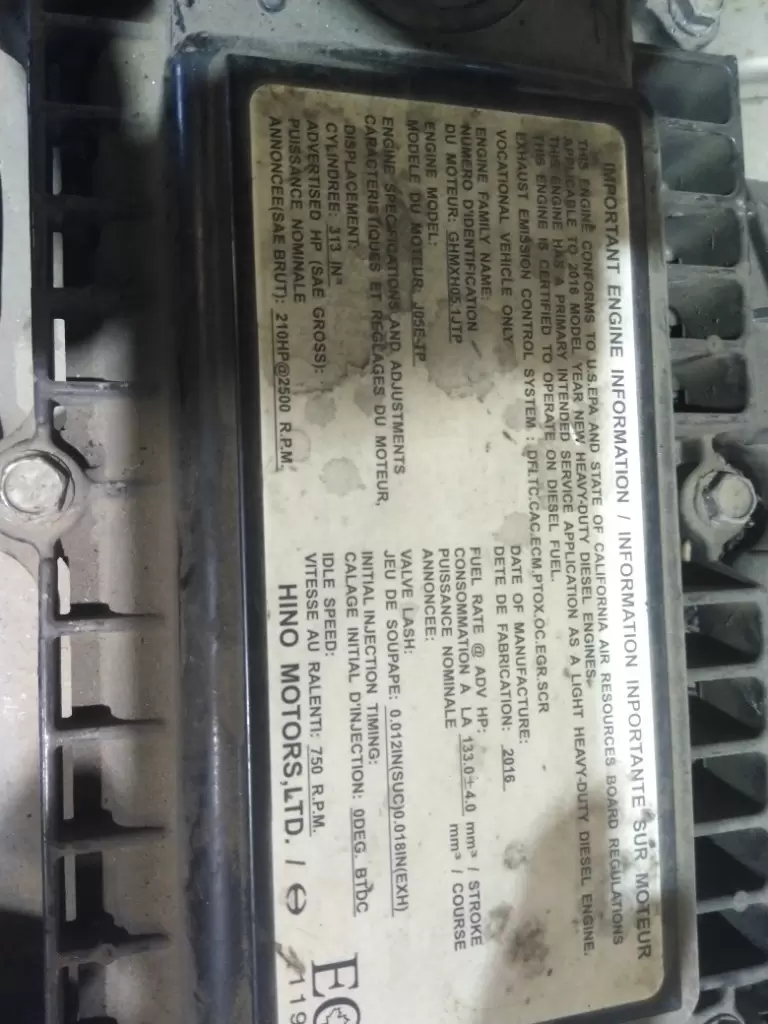 IMPORTANT ENGINE INFORMATION / INFORMATION INPORTANTE SUR MOTEUR
THIS ENGINE CONFORMS TO U.S.EPA AND STATE OF CALIFORNIA AIR RESOURCES BOARD REGULATIONS
APPLICABLE TO 2016 MODEL YEAR NEW HEAVY-DUTY DIESEL ENGINES.
THIS ENGINE HAS A PRIMARY INTENDED SERVICE APPLICATION AS A LIGHT HEAVY-DUTY DIESEL ENGINE.
THIS ENGINE IS CERTIFIED TO OPERATE ON DIESEL FUEL.
EXHAUST EMISSION CONTROL SYSTEM : DFI,TC,CAC,ECM,PTOX,OC,EGR,SCR
VOCATIONAL VEHICLE ONLY
ENGINE FAMILY NAME:
NUMERO D'IDENTIFICATION
DU MOTEUR: GHMXH05.1JTP
ENGINE MODEL:
MODELE DU MOTEUR: J05E-TP
ENGINE SPECIFICATIONS AND ADJUSTMENTS
CARACTERISTIQUES ET REGLAGES DU MOTEUR,
DISPLACEMENT:
CYLINDREE: 313 IN³
ADVERTISED HP (SAE GROSS):
PUISSANCE NOMINALE
ANNONCEE(SAE BRUT): 210HP@2500 R.P.M.
DATE OF MANUFACTURE:
DETE DE FABRICATION: 2016
FUEL RATE @ ADV HP:
CONSOMMATION A LA 133.0±4.0 mm³ / STROKE
PUISSANCE NOMINALE mm³ / COURSE
ANNONCEE:
VALVE LASH:
JEU DE SOUPAPE: 0.012IN(SUC)0.018IN(EXH)
INITIAL INJECTION TIMING:
CALAGE INITIAL D'INJECTION: 0DEG. BTDC
IDLE SPEED:
VITESSE AU RALENTI: 750 R.P.M.
HINO MOTORS,LTD. /
119